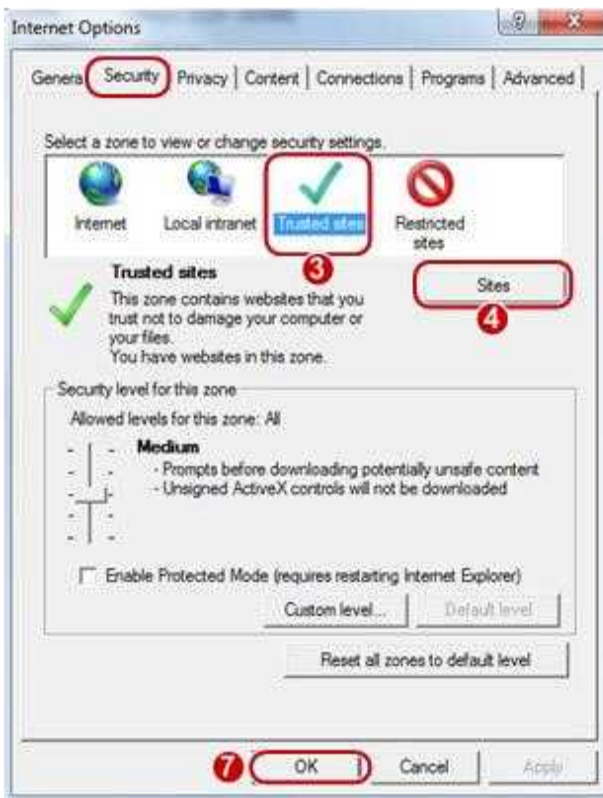 Internet Options
General Security Privacy Content Connections Programs Advanced
Select a zone to view or change security settings.
Internet Local intranet Trusted sites Restricted
sites
3
Trusted sites
Sites
4
This zone contains websites that you
trust not to damage your computer or
your files.
You have websites in this zone.
Security level for this zone
Allowed levels for this zone: All
Medium
- Prompts before downloading potentially unsafe content
- Unsigned ActiveX controls will not be downloaded
Enable Protected Mode (requires restarting Internet Explorer)
Custom level... Default level
Reset all zones to default level
7 OK Cancel Apply